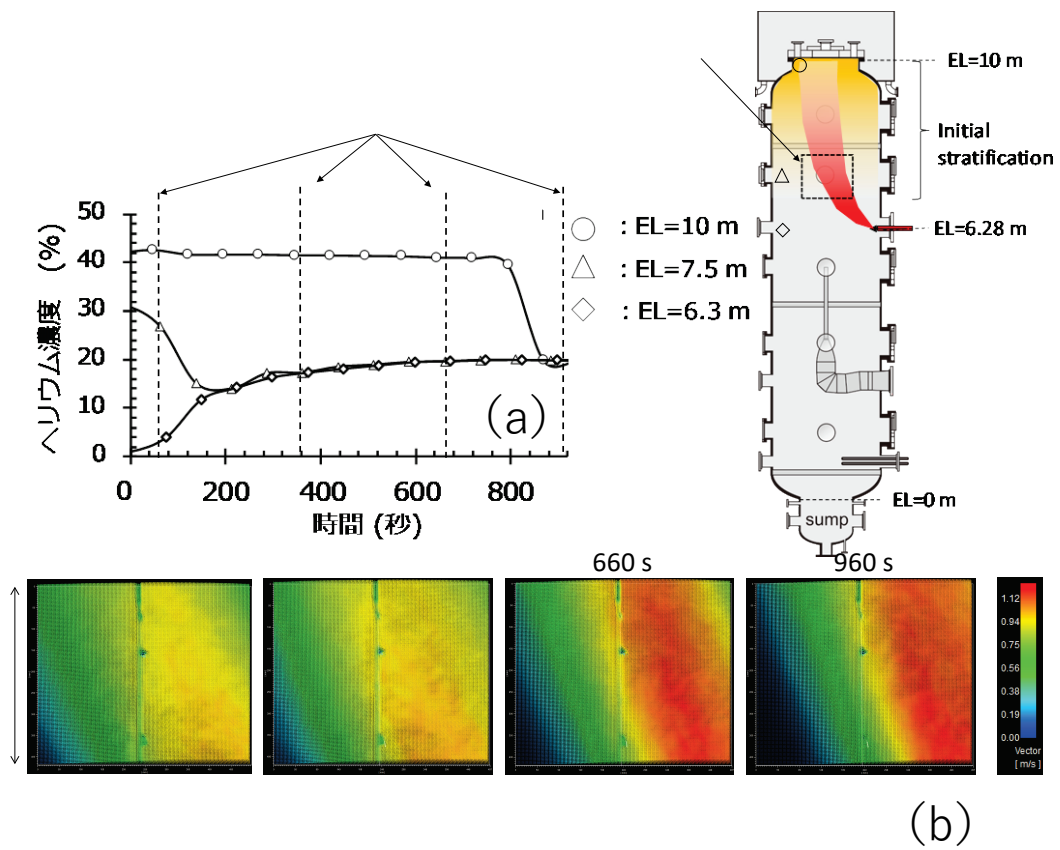 EL=10 m
Initial
stratification
EL=6.28 m
EL=0 m
sump
ヘリウム濃度 (%)
50
40
30
20
10
0
0 200 400 600 800
時間 (秒)
(a)
: EL=10 m
: EL=7.5 m
: EL=6.3 m
660 s
960 s
1.12
0.94
0.75
0.56
0.38
0.19
0.00
Vector
[ m/s ]
(b)